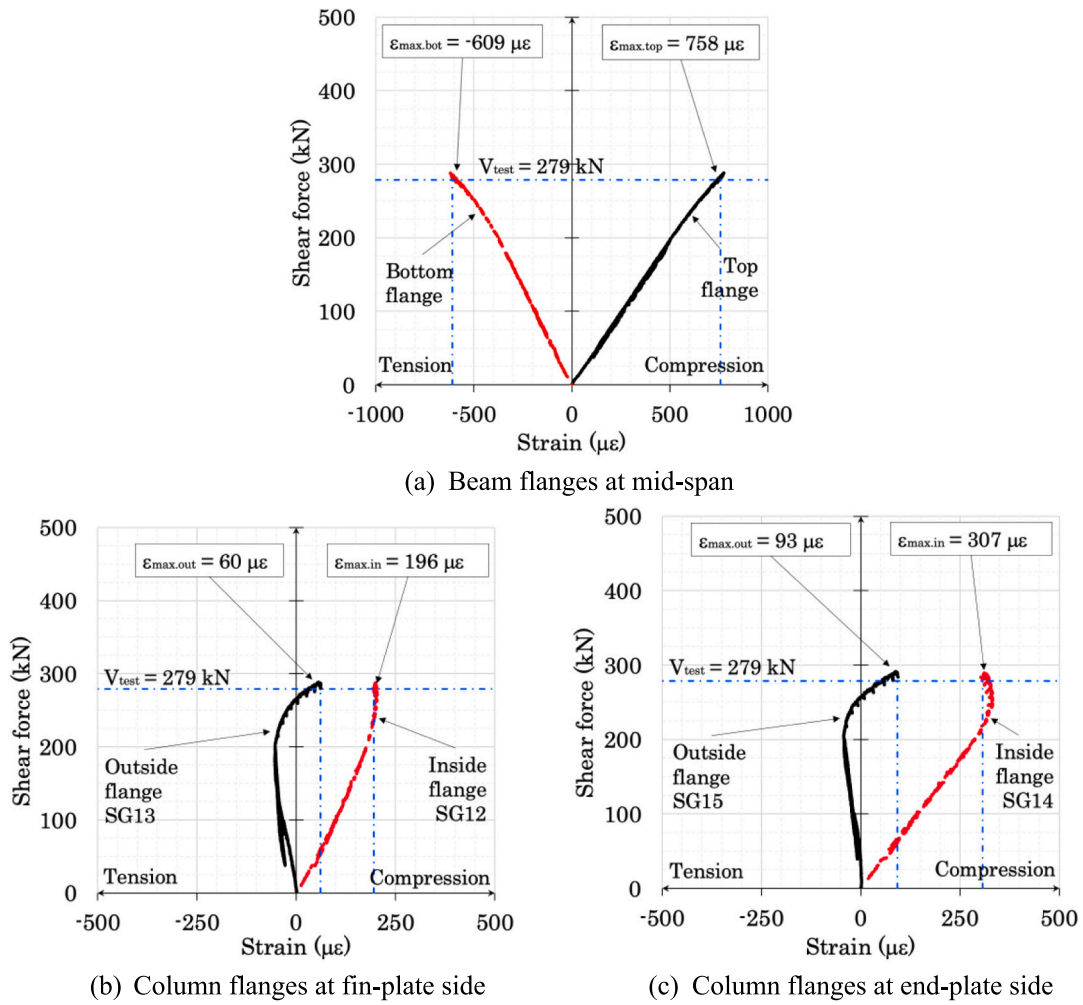 εmax.bot = -609 με
εmax.top = 758 με
500
400
300
200
100
0
Shear force (kN)
Vtest = 279 kN
Bottom
flange
Top
flange
Tension
Compression
-1000
-500
0
500
1000
Strain (με)
(a) Beam flanges at mid-span
500
400
300
200
100
0
Shear force (kN)
εmax.out = 60 με
εmax.in = 196 με
Vtest = 279 kN
Outside
flange
SG13
Inside
flange
SG12
Tension
Compression
-500
-250
0
250
500
Strain (με)
(b) Column flanges at fin-plate side
500
400
300
200
100
0
Shear force (kN)
εmax.out = 93 με
εmax.in = 307 με
Vtest = 279 kN
Outside
flange
SG15
Inside
flange
SG14
Tension
Compression
-500
-250
0
250
500
Strain (με)
(c) Column flanges at end-plate side